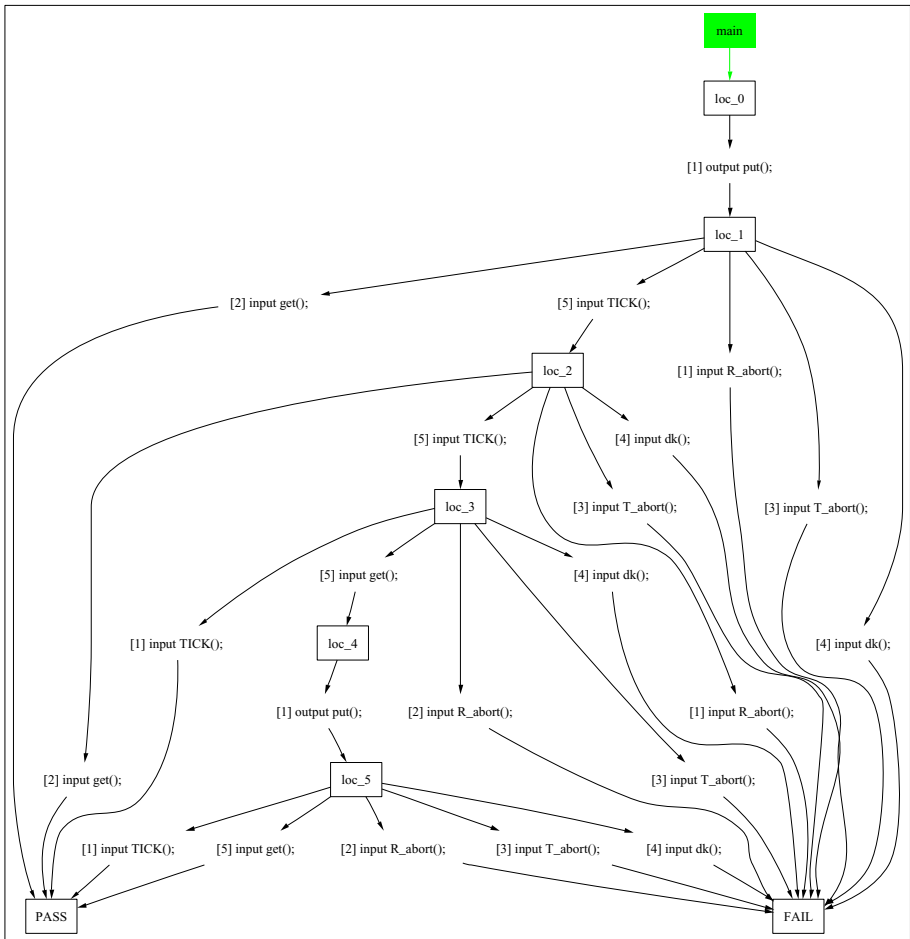 main
loc_0
[1] output put();
loc_1
[2] input get();
[5] input TICK();
loc_2
[1] input R_abort();
[5] input TICK();
[4] input dk();
loc_3
[3] input T_abort();
[3] input T_abort();
[5] input get();
[4] input dk();
[1] input TICK();
loc_4
[4] input dk();
[1] output put();
[2] input R_abort();
[1] input R_abort();
[2] input get();
loc_5
[3] input T_abort();
[1] input TICK();
[5] input get();
[2] input R_abort();
[3] input T_abort();
[4] input dk();
PASS
FAIL